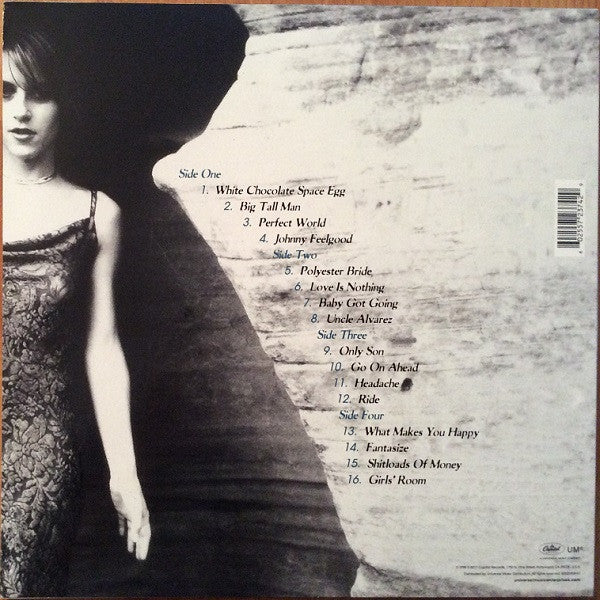 Side One
1. White Chocolate Space Egg
2. Big Tall Man
3. Perfect World
4. Johnny Feelgood
Side Two
5. Polyester Bride
6. Love Is Nothing
7. Baby Got Going
8. Uncle Alvarez
Side Three
9. Only Son
10. Go On Ahead
11. Headache
12. Ride
Side Four
13. What Makes You Happy
14. Fantasize
15. Shitloads Of Money
16. Girls' Room
Capitol UMe